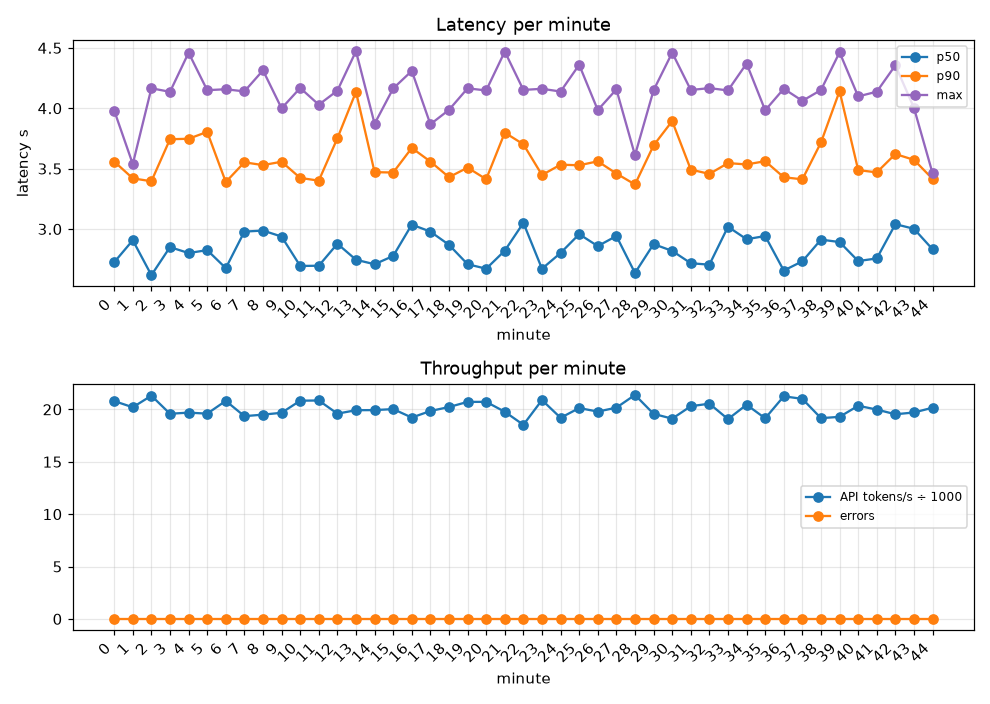 Latency per minute
latency s
4.5
4.0
3.5
3.0
p50
p90
max
0 1 2 3 4 5 6 7 8 9 10 11 12 13 14 15 16 17 18 19 20 21 22 23 24 25 26 27 28 29 30 31 32 33 34 35 36 37 38 39 40 41 42 43 44
minute
Throughput per minute
20
15
10
5
0
API tokens/s ÷ 1000
errors
0 1 2 3 4 5 6 7 8 9 10 11 12 13 14 15 16 17 18 19 20 21 22 23 24 25 26 27 28 29 30 31 32 33 34 35 36 37 38 39 40 41 42 43 44
minute